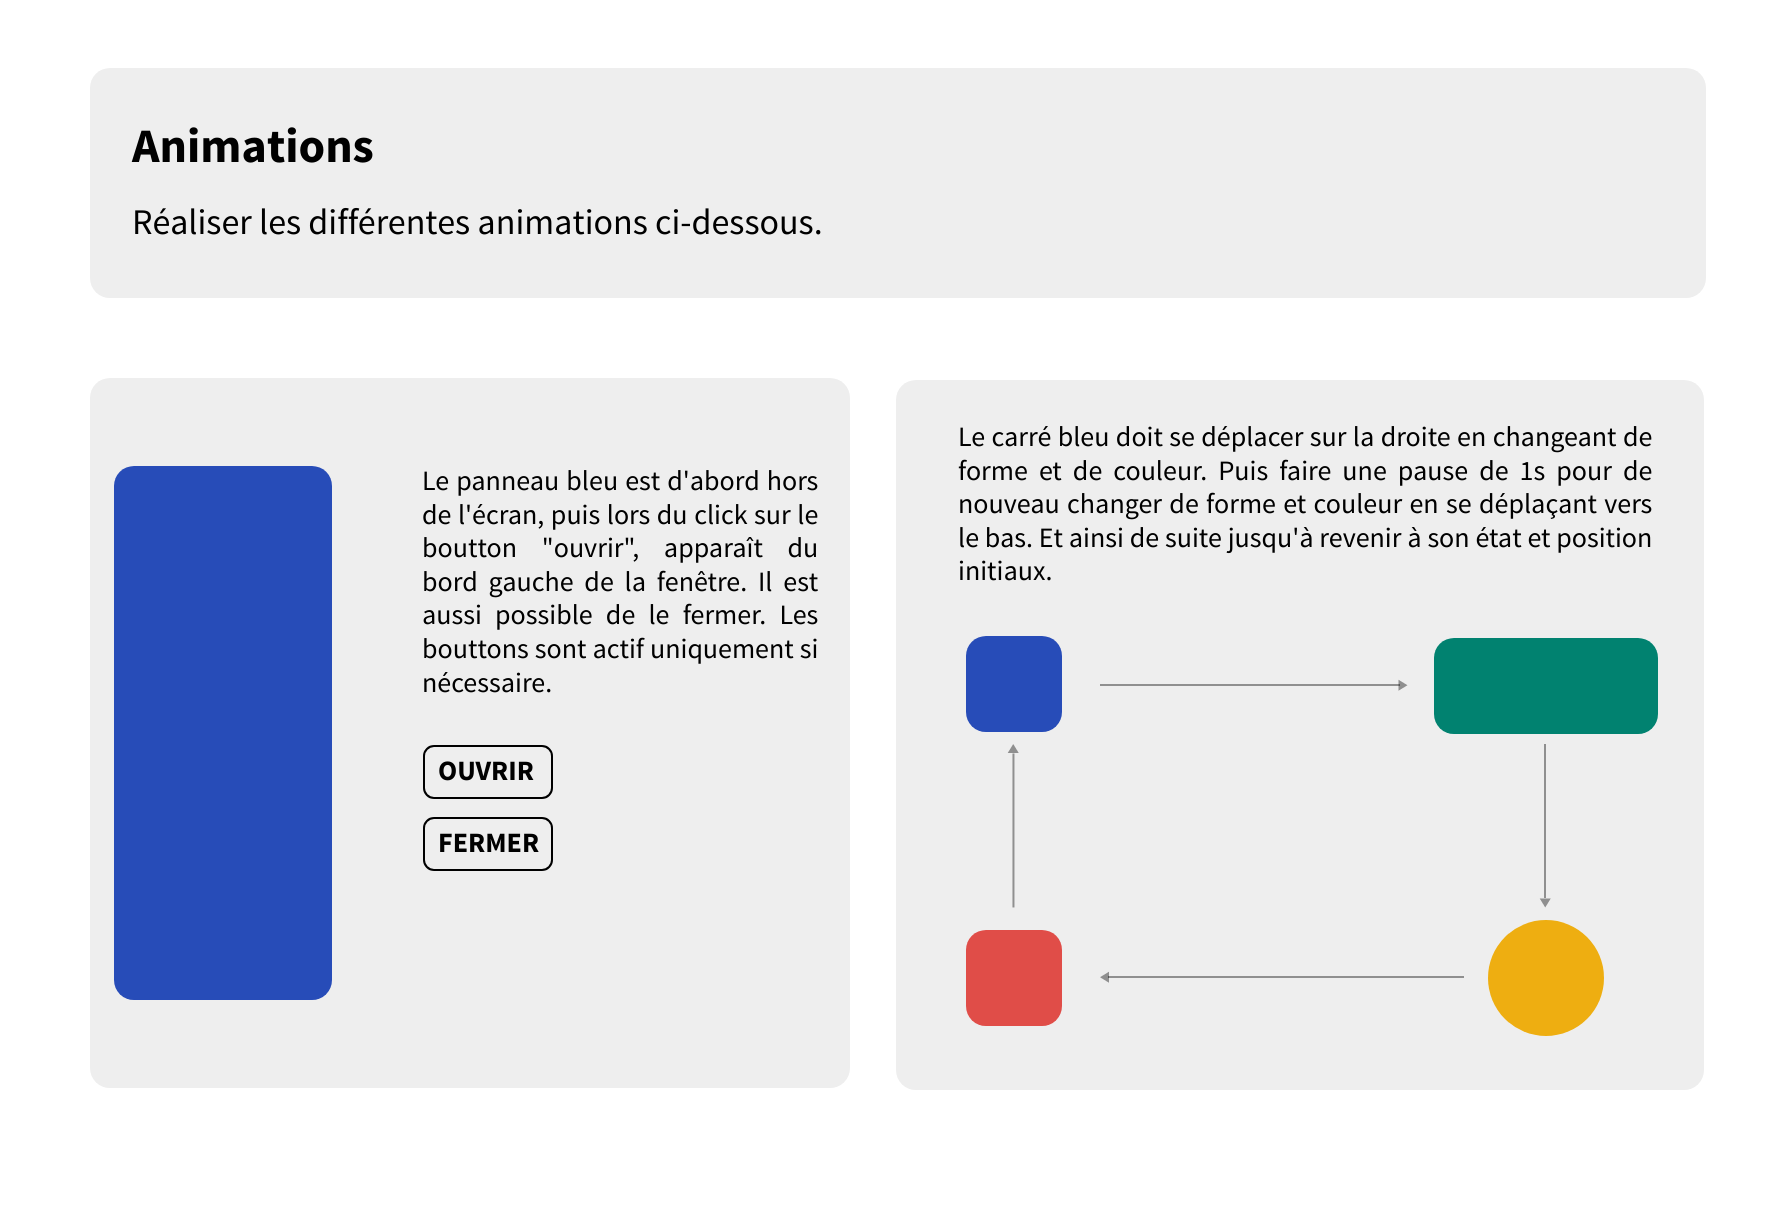 Animations
Réaliser les différentes animations ci-dessous.
Le panneau bleu est d'abord hors
de l'écran, puis lors du click sur le
boutton "ouvrir", apparaît du
bord gauche de la fenêtre. Il est
aussi possible de le fermer. Les
bouttons sont actif uniquement si
nécessaire.
OUVRIR
FERMER
Le carré bleu doit se déplacer sur la droite en changeant de
forme et de couleur. Puis faire une pause de 1s pour de
nouveau changer de forme et couleur en se déplaçant vers
le bas. Et ainsi de suite jusqu'à revenir à son état et position
initiaux.